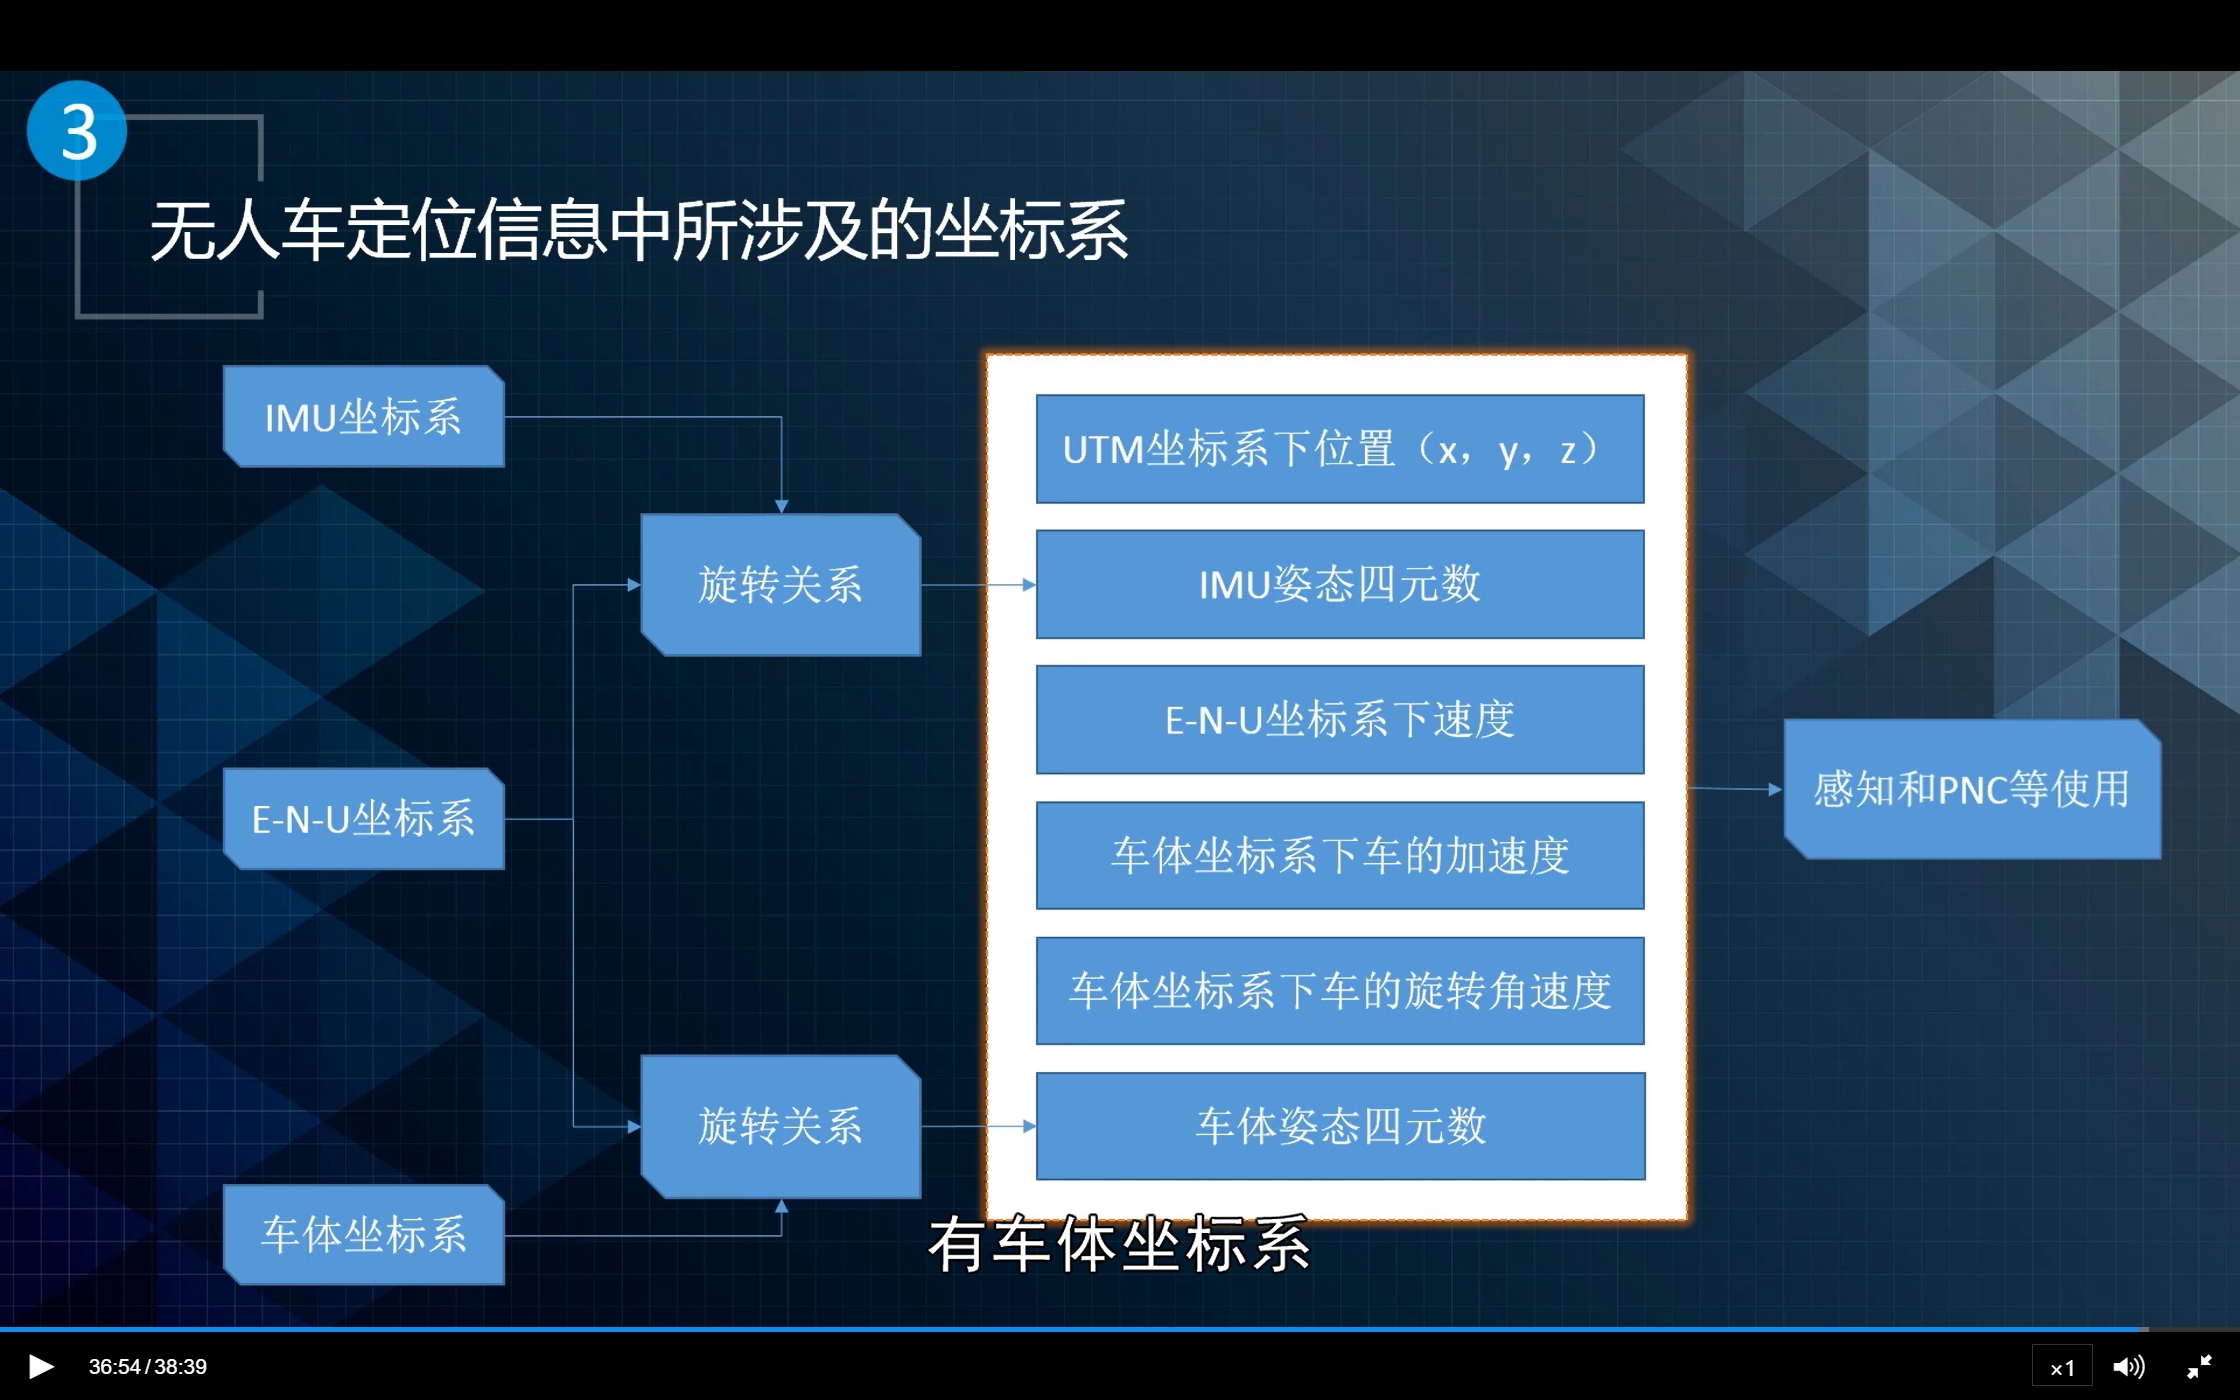 3
无人车定位信息中所涉及的坐标系
IMU坐标系
E-N-U坐标系
车体坐标系
旋转关系
旋转关系
UTM坐标系下位置（x，y，z）
IMU姿态四元数
E-N-U坐标系下速度
车体坐标系下车的加速度
车体坐标系下车的旋转角速度
车体姿态四元数
感知和PNC等使用
有车体坐标系
36:54/38:39
×1